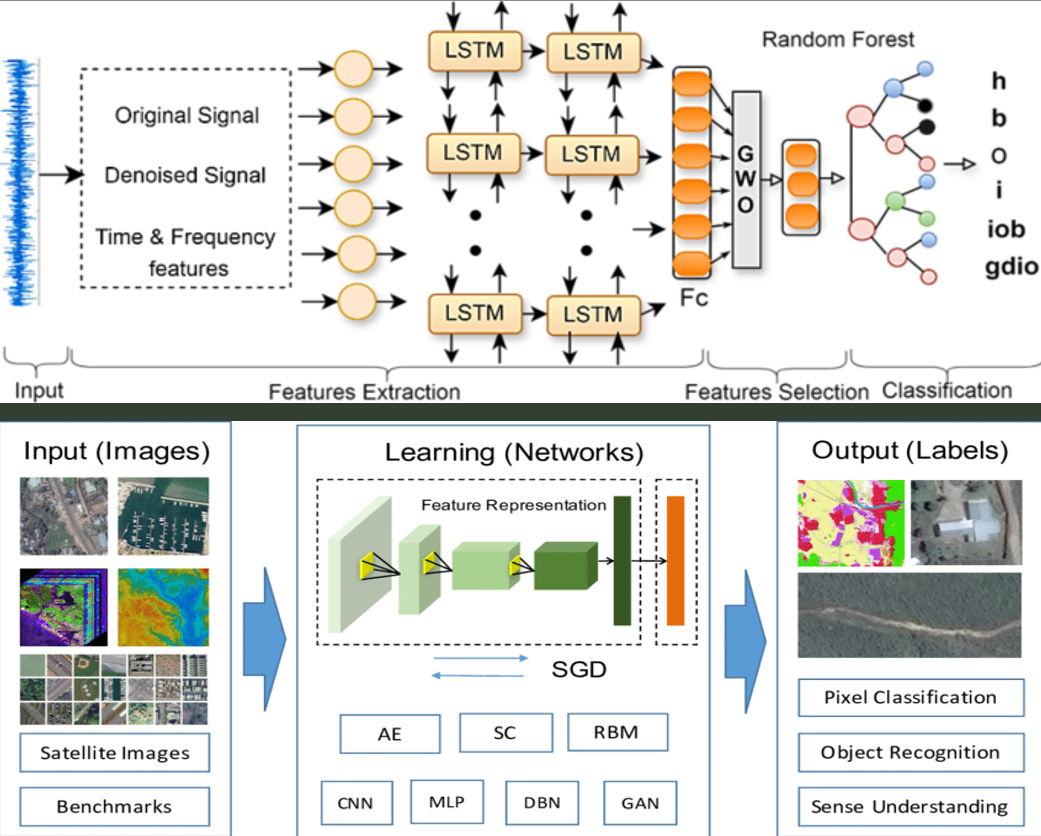 Random Forest
Original Signal
Denoised Signal
Time & Frequency
features
LSTM
LSTM
LSTM
LSTM
LSTM
LSTM
Fc
G
W
O
h
b
o
i
iob
gdio
Input
Features Extraction
Features Selection
Classification
Input (Images)
Satellite Images
Benchmarks
Learning (Networks)
Feature Representation
SGD
AE
SC
RBM
CNN
MLP
DBN
GAN
Output (Labels)
Pixel Classification
Object Recognition
Sense Understanding